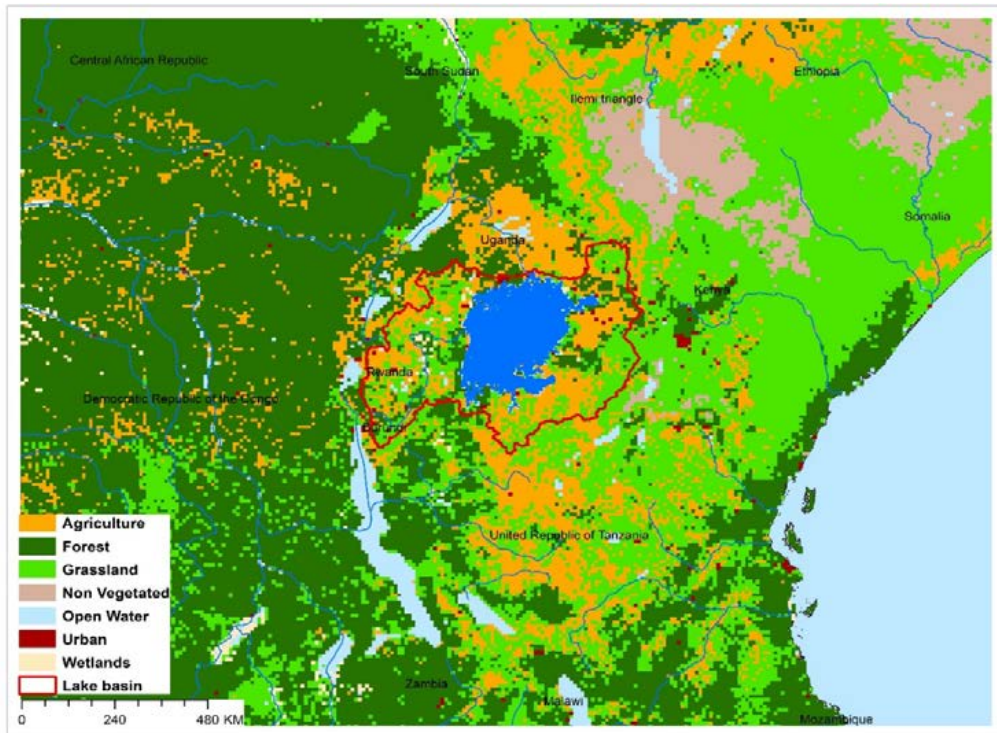 Central African Republic
South Sudan
Ethiopia
Ilemi triangle
Somalia
Uganda
Kenya
Rwanda
Democratic Republic of the Congo
Burundi
United Republic of Tanzania
Zambia
Malawi
Mozambique
Agriculture
Forest
Grassland
Non Vegetated
Open Water
Urban
Wetlands
Lake basin
0 240 480 KM